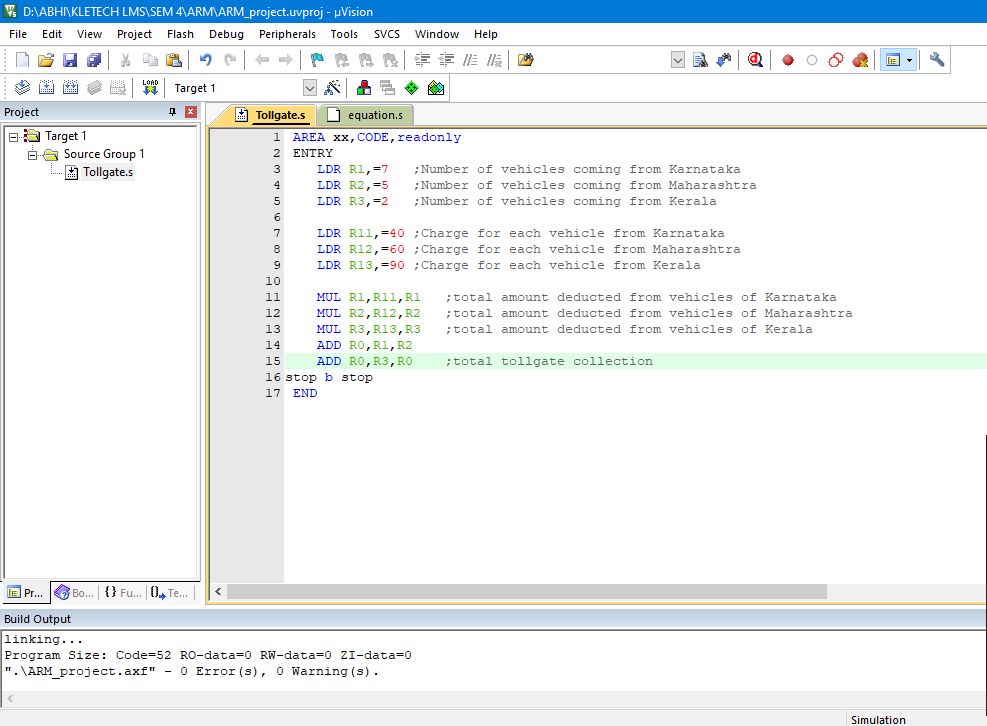 D:\ABHI\KLETECH LMS\SEM 4\ARM\ARM_project.uvproj - µVision
File Edit View Project Flash Debug Peripherals Tools SVCS Window Help
LOAD Target 1
Project
Target 1
Source Group 1
Tollgate.s
Pr... Bo... {} Fu... 0 Te...
Tollgate.s equation.s
1 AREA xx,CODE,readonly
2 ENTRY
3 LDR R1,=7 ;Number of vehicles coming from Karnataka
4 LDR R2,=5 ;Number of vehicles coming from Maharashtra
5 LDR R3,=2 ;Number of vehicles coming from Kerala
6
7 LDR R11,=40 ;Charge for each vehicle from Karnataka
8 LDR R12,=60 ;Charge for each vehicle from Maharashtra
9 LDR R13,=90 ;Charge for each vehicle from Kerala
10
11 MUL R1,R11,R1 ;total amount deducted from vehicles of Karnataka
12 MUL R2,R12,R2 ;total amount deducted from vehicles of Maharashtra
13 MUL R3,R13,R3 ;total amount deducted from vehicles of Kerala
14 ADD R0,R1,R2
15 ADD R0,R3,R0 ;total tollgate collection
16 stop b stop
17 END
Build Output
linking...
Program Size: Code=52 RO-data=0 RW-data=0 ZI-data=0
".\ARM_project.axf" - 0 Error(s), 0 Warning(s).
Simulation